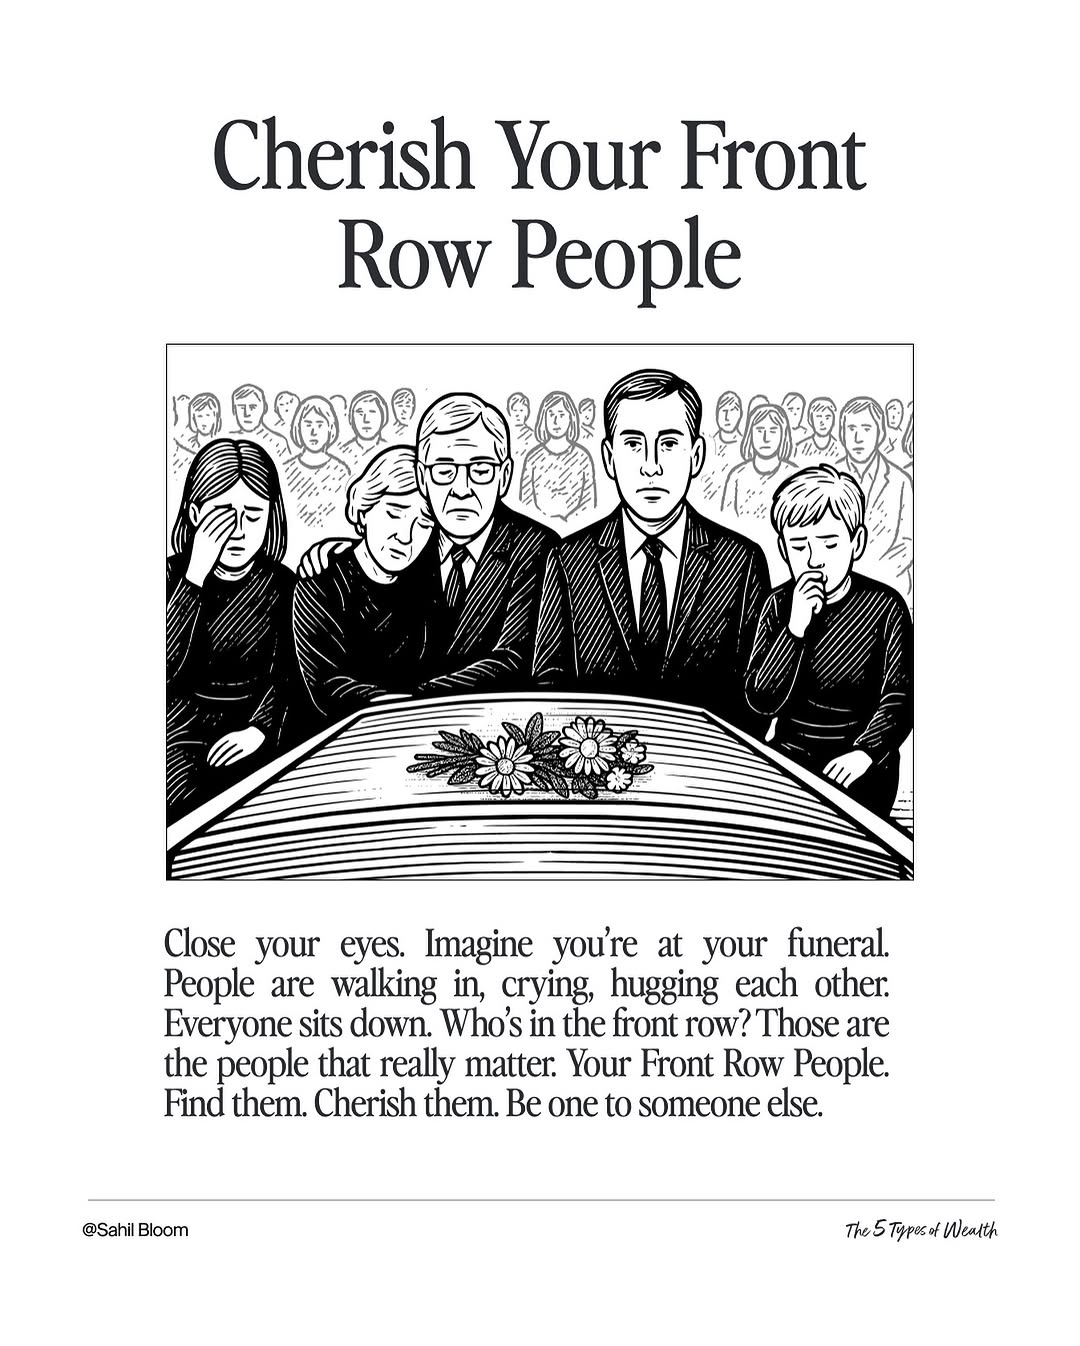 Cherish Your Front
Row People
Close your eyes. Imagine you’re at your funeral.
People are walking in, crying, hugging each other.
Everyone sits down. Who’s in the front row? Those are
the people that really matter. Your Front Row People.
Find them. Cherish them. Be one to someone else.
@Sahil Bloom
The 5 Types of Wealth